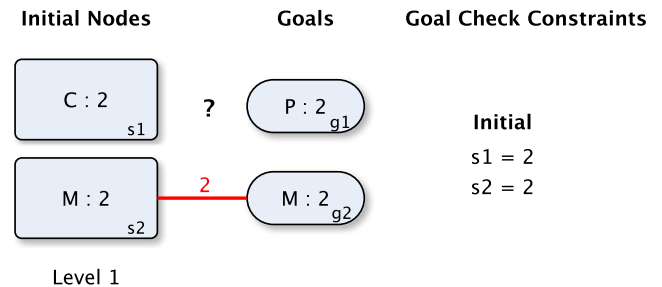 Initial Nodes Goals Goal Check Constraints
C : 2 s1 ? P : 2 g1
Initial
s1 = 2
M : 2 s2 2 M : 2 g2
s2 = 2
Level 1